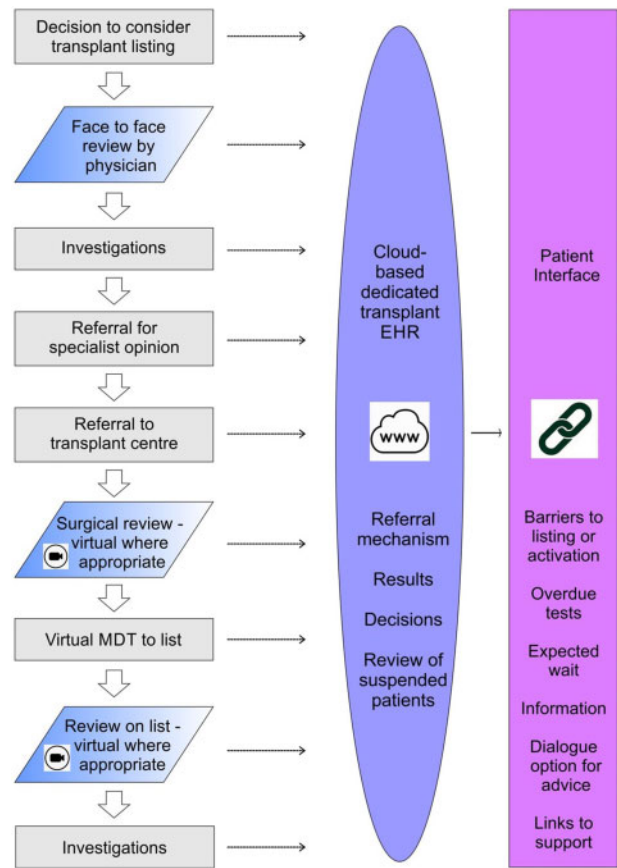 Decision to consider
transplant listing
Face to face
review by
physician
Investigations
Referral for
specialist opinion
Referral to
transplant centre
Surgical review -
virtual where
appropriate
Virtual MDT to list
Review on list -
virtual where
appropriate
Investigations
Cloud-
based
dedicated
transplant
EHR
www
Referral
mechanism
Results
Decisions
Review of
suspended
patients
Patient
Interface
Barriers to
listing or
activation
Overdue
tests
Expected
wait
Information
Dialogue
option for
advice
Links to
support